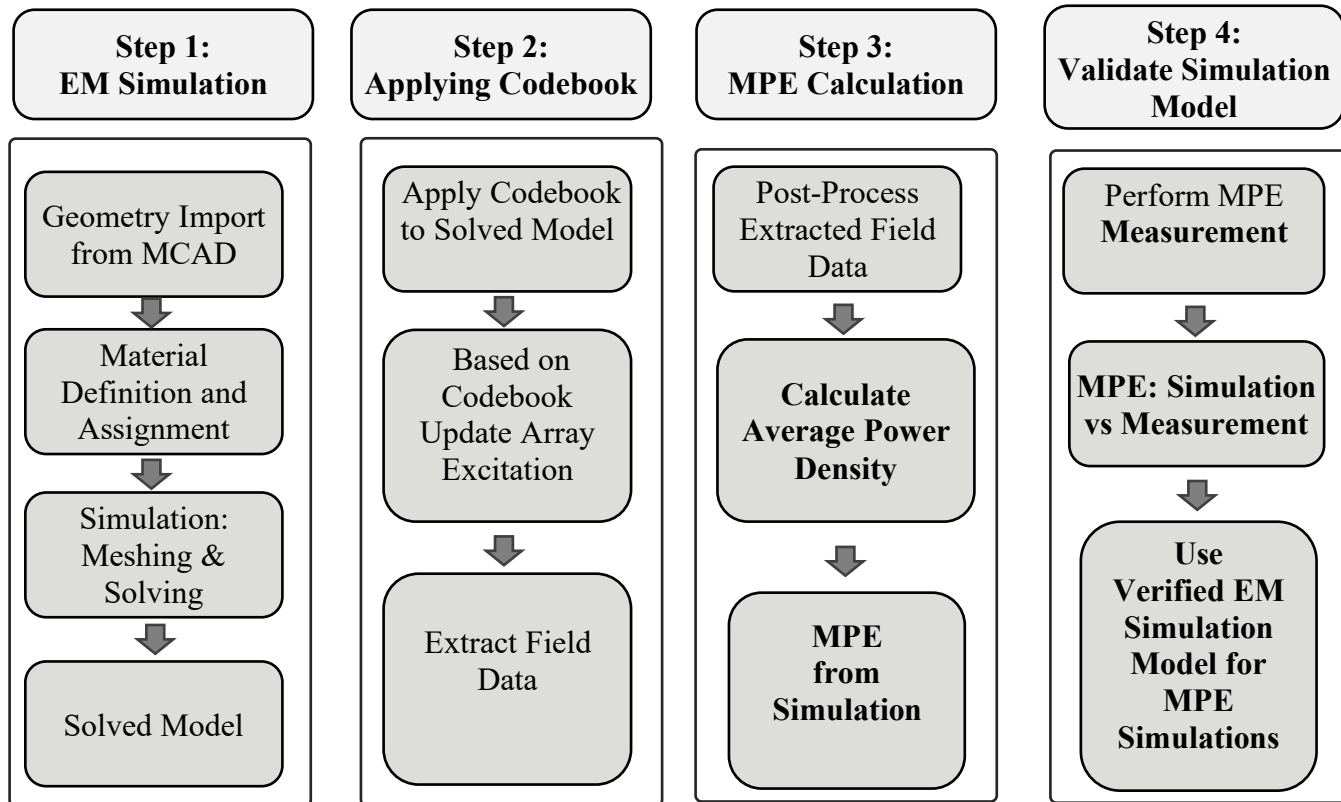 Step 1:
EM Simulation
Geometry Import
from MCAD
Material
Definition and
Assignment
Simulation:
Meshing &
Solving
Solved Model
Step 2:
Applying Codebook
Apply Codebook
to Solved Model
Based on
Codebook
Update Array
Excitation
Extract Field
Data
Step 3:
MPE Calculation
Post-Process
Extracted Field
Data
Calculate
Average Power
Density
MPE
from
Simulation
Step 4:
Validate Simulation
Model
Perform MPE
Measurement
MPE: Simulation
vs Measurement
Use
Verified EM
Simulation
Model for
MPE
Simulations